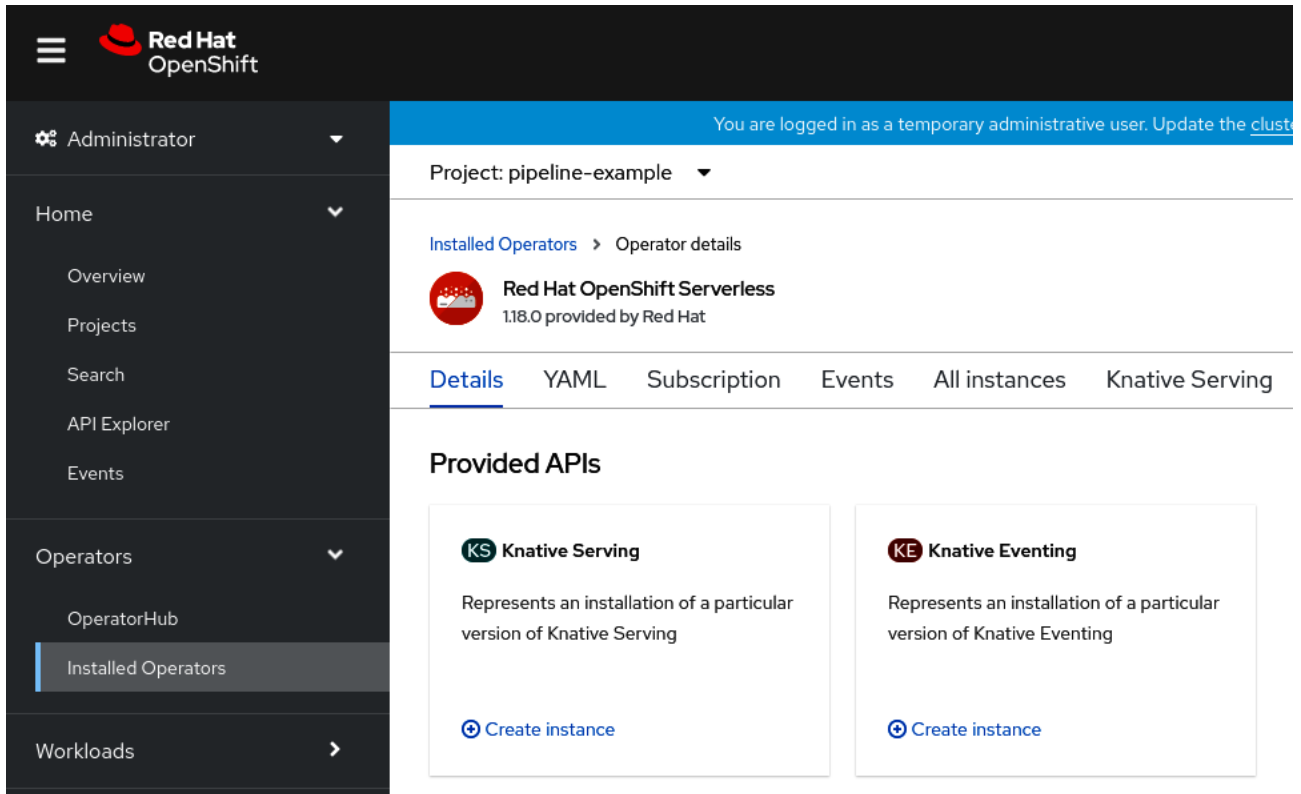 Red Hat
OpenShift
Administrator
You are logged in as a temporary administrative user. Update the
Project: pipeline-example
Home
Overview
Projects
Search
API Explorer
Events
Operators
OperatorHub
Installed Operators
Workloads
Installed Operators > Operator details
Red Hat OpenShift Serverless
1.18.0 provided by Red Hat
Details YAML Subscription Events All instances Knative Serving
Provided APIs
KS Knative Serving
Represents an installation of a particular
version of Knative Serving
Create instance
KE Knative Eventing
Represents an installation of a particular
version of Knative Eventing
Create instance